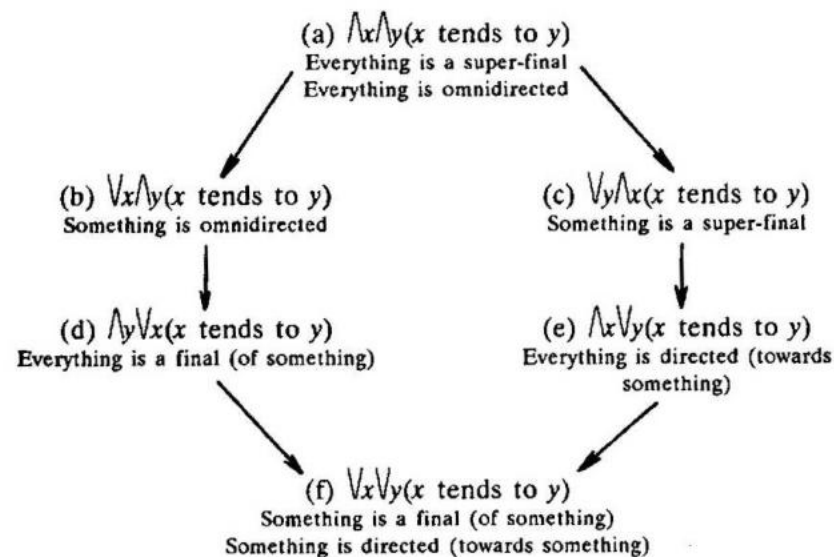 (a) ⋀x⋀y(x tends to y)
Everything is a super-final
Everything is omnidirected
(b) ⋁x⋀y(x tends to y)
Something is omnidirected
(c) ⋁y⋀x(x tends to y)
Something is a super-final
(d) ⋀y⋁x(x tends to y)
Everything is a final (of something)
(e) ⋀x⋁y(x tends to y)
Everything is directed (towards
something)
(f) ⋁x⋁y(x tends to y)
Something is a final (of something)
Something is directed (towards something)